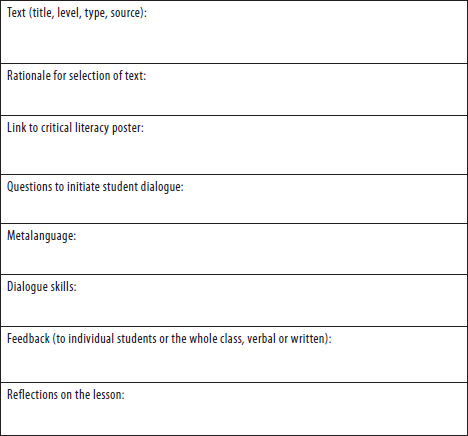 Text (title, level, type, source):
Rationale for selection of text:
Link to critical literacy poster:
Questions to initiate student dialogue:
Metalanguage:
Dialogue skills:
Feedback (to individual students or the whole class, verbal or written):
Reflections on the lesson: